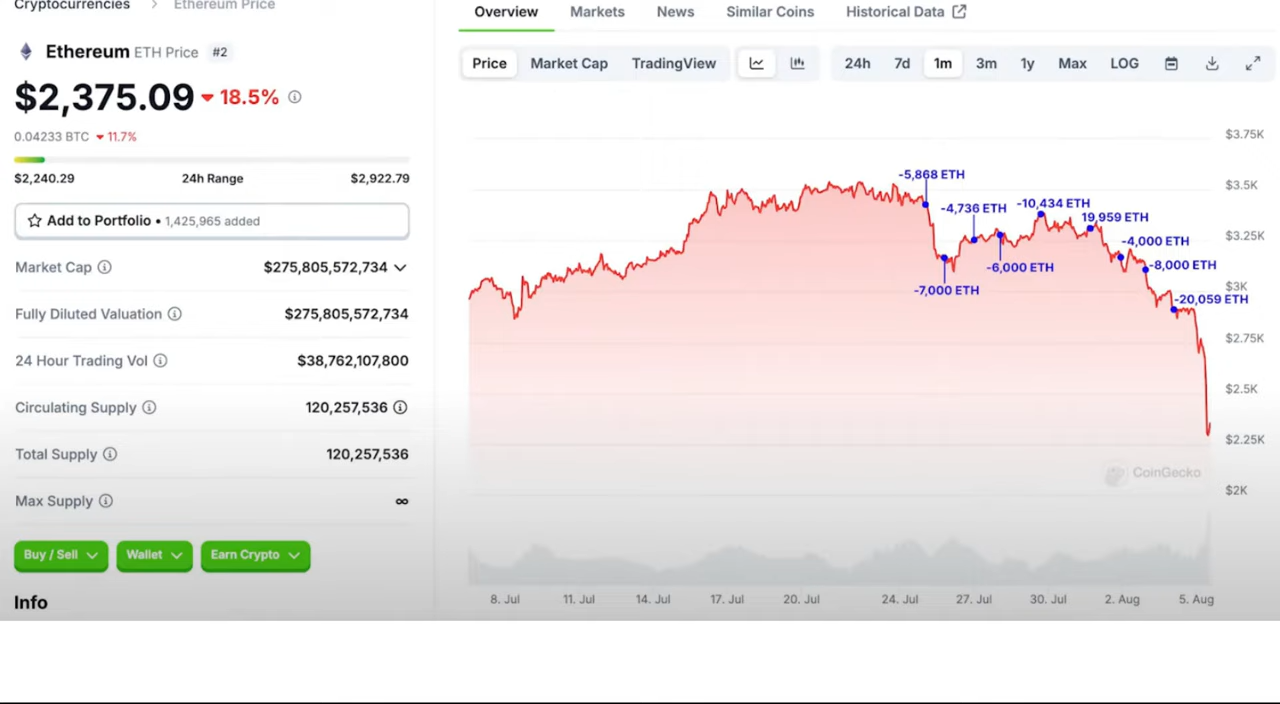 Cryptocurrencies > Ethereum Price
Ethereum ETH Price #2
$2,375.09 18.5%
0.04233 BTC 11.7%
$2,240.29 24h Range $2,922.79
Add to Portfolio • 1,425,965 added
Market Cap $275,805,572,734
Fully Diluted Valuation $275,805,572,734
24 Hour Trading Vol $38,762,107,800
Circulating Supply 120,257,536
Total Supply 120,257,536
Max Supply ∞
Buy / Sell Wallet Earn Crypto
Info
Overview Markets News Similar Coins Historical Data
Price Market Cap TradingView 24h 7d 1m 3m 1y Max LOG
$3.75K
$3.5K
$3.25K
$3K
$2.75K
$2.5K
$2.25K
$2K
-5,868 ETH
-4,736 ETH
-10,434 ETH
19,959 ETH
-4,000 ETH
-8,000 ETH
-6,000 ETH
-7,000 ETH
-20,059 ETH
CoinGecko
8. Jul 11. Jul 14. Jul 17. Jul 20. Jul 24. Jul 27. Jul 30. Jul 2. Aug 5. Aug